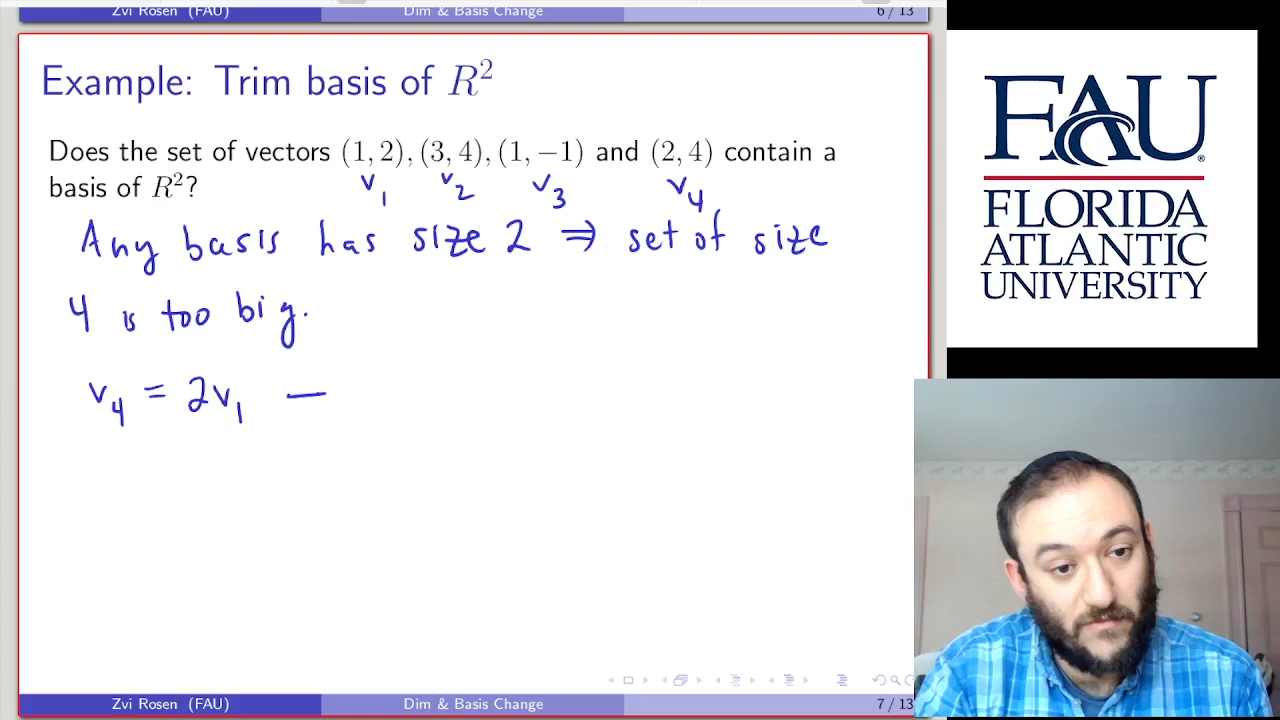 Zvi Rosen (FAU) Dim & Basis Change 6 / 13
Example: Trim basis of R²
Does the set of vectors (1, 2), (3, 4), (1, −1) and (2, 4) contain a
basis of R²?
v₁ v₂ v₃ v₄
Any basis has size 2 ⇒ set of size
4 is too big.
v₄ = 2v₁ —
Zvi Rosen (FAU) Dim & Basis Change 7 / 13
FAU
FLORIDA
ATLANTIC
UNIVERSITY